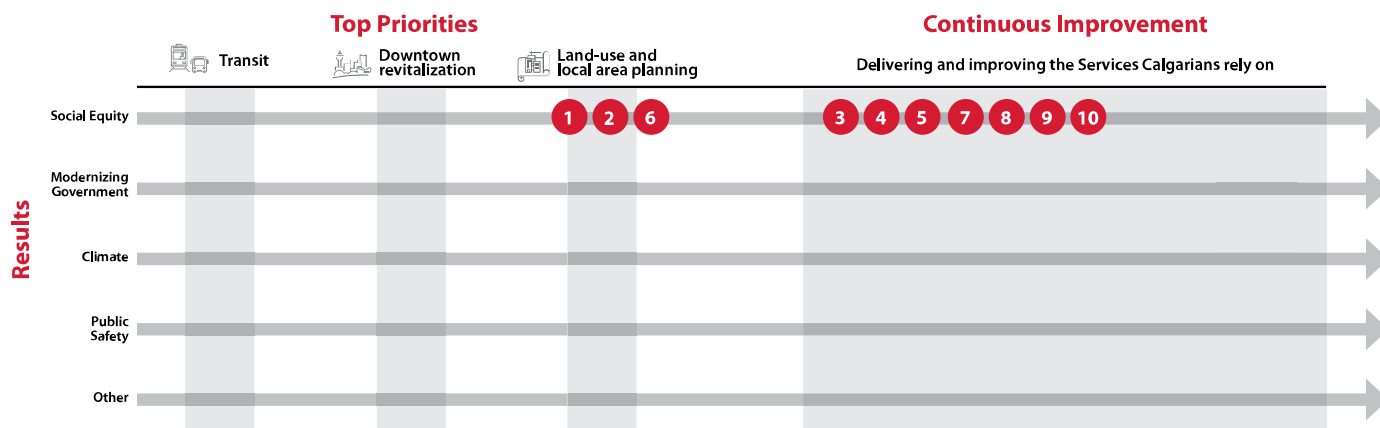 Top Priorities
Continuous Improvement
Transit
Downtown
revitalization
Land-use and
local area planning
Delivering and improving the Services Calgarians rely on
Results
Social Equity
1 2 6 3 4 5 7 8 9 10
Modernizing
Government
Climate
Public
Safety
Other